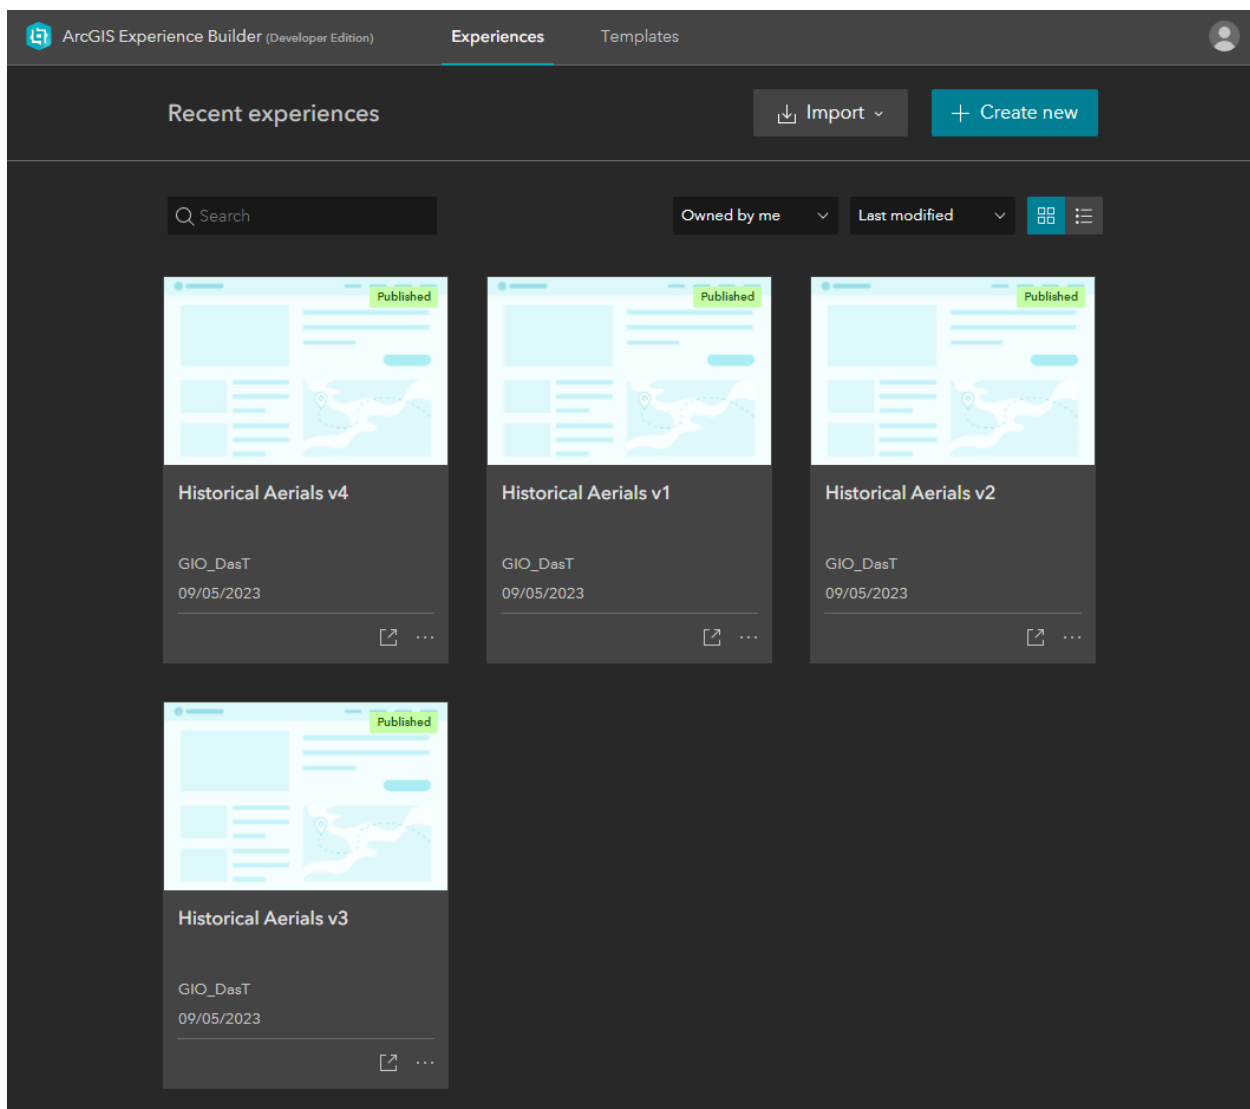 ArcGIS Experience Builder (Developer Edition) Experiences Templates
Recent experiences Import Create new
Search Owned by me Last modified
Published Published Published
Historical Aerials v4 Historical Aerials v1 Historical Aerials v2
GIO_DasT GIO_DasT GIO_DasT
09/05/2023 09/05/2023 09/05/2023
Published
Historical Aerials v3
GIO_DasT
09/05/2023